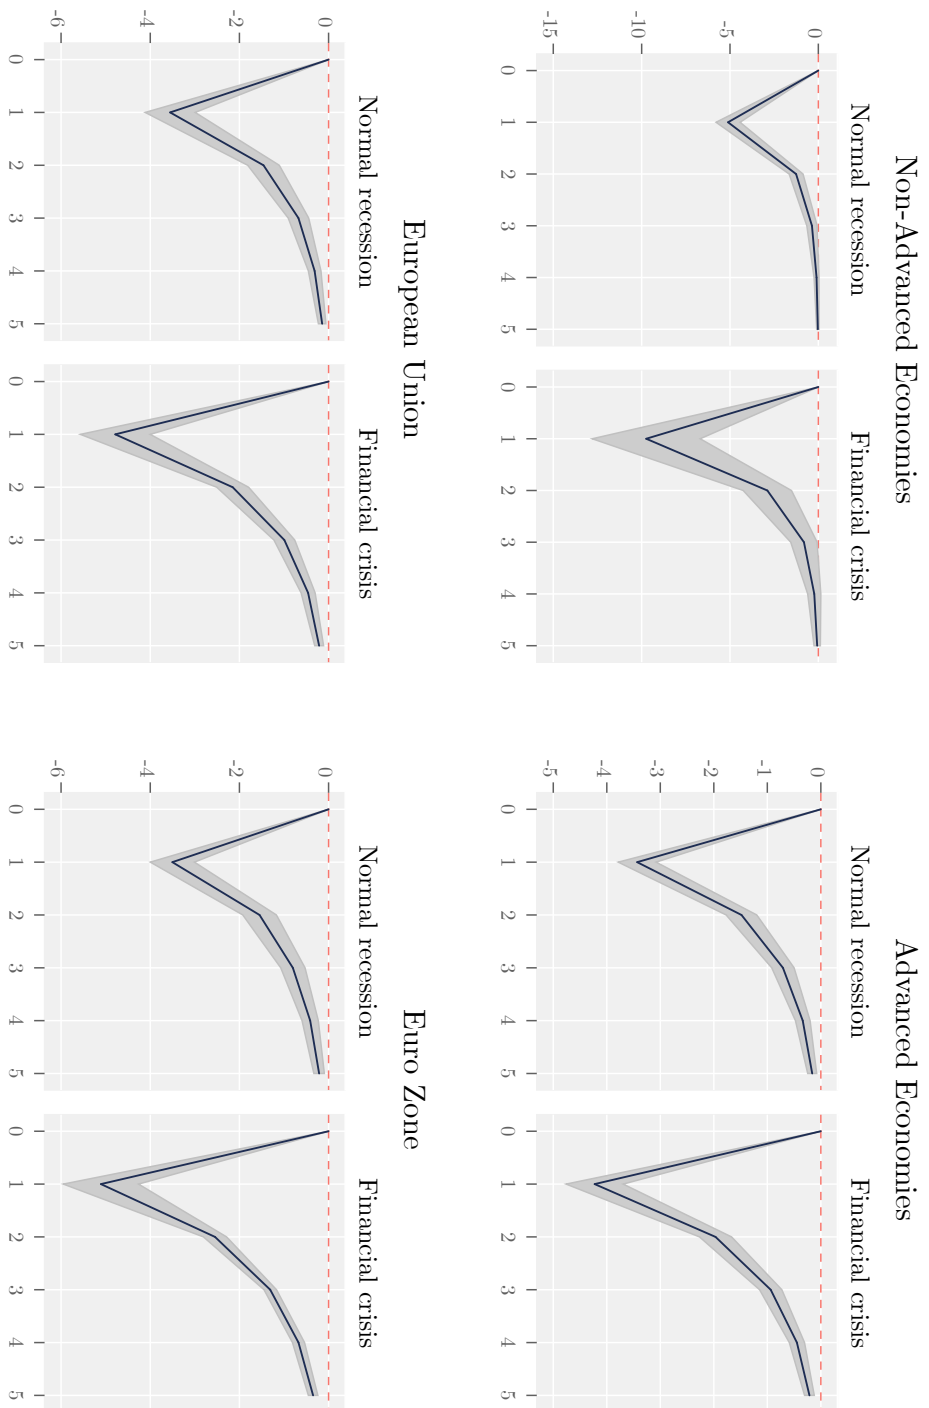 Non-Advanced Economies
Normal recession
0
-5
-10
-15
0 1 2 3 4 5
Financial crisis
0 1 2 3 4 5
Advanced Economies
Normal recession
0
-1
-2
-3
-4
-5
0 1 2 3 4 5
Financial crisis
0 1 2 3 4 5
European Union
Normal recession
0
-2
-4
-6
0 1 2 3 4 5
Financial crisis
0 1 2 3 4 5
Euro Zone
Normal recession
0
-2
-4
-6
0 1 2 3 4 5
Financial crisis
0 1 2 3 4 5